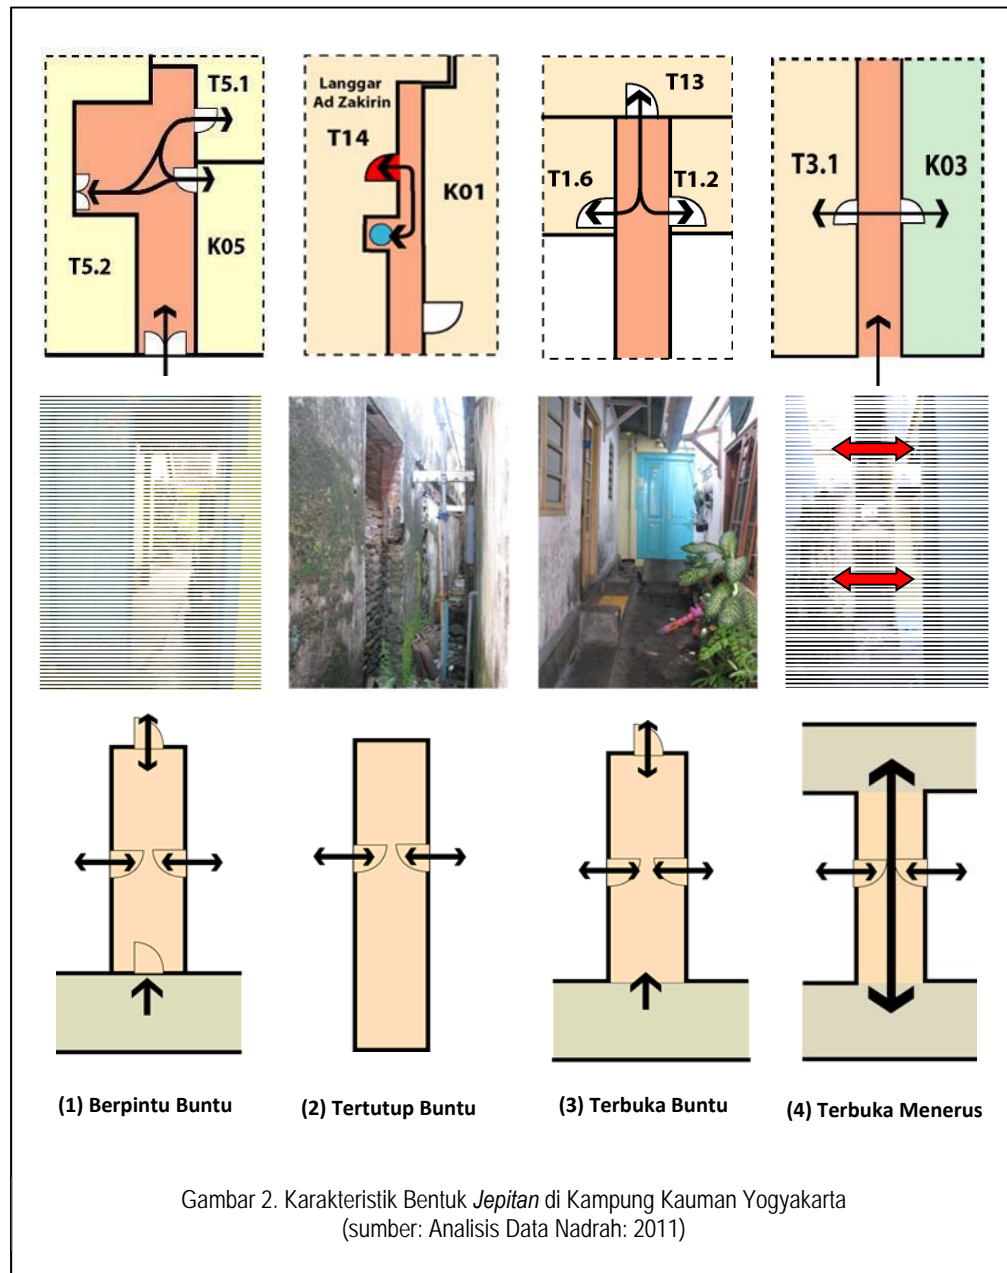 T5.1
K05
T5.2
Langgar
Ad Zakirin
T14
K01
T13
T1.6
T1.2
T3.1
K03
(1) Berpintu Buntu
(2) Tertutup Buntu
(3) Terbuka Buntu
(4) Terbuka Menerus
Gambar 2. Karakteristik Bentuk Jepitan di Kampung Kauman Yogyakarta
(sumber: Analisis Data Nadrah: 2011)